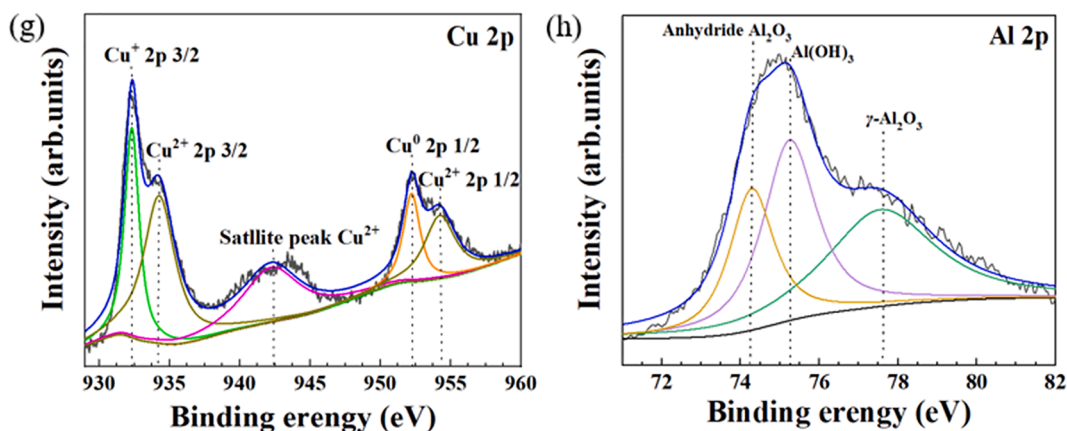 (g)
Cu 2p
Cu⁺ 2p 3/2
Cu²⁺ 2p 3/2
Satllite peak Cu²⁺
Cu⁰ 2p 1/2
Cu²⁺ 2p 1/2
Intensity (arb.units)
930 935 940 945 950 955 960
Binding erengy (eV)
(h)
Al 2p
Anhydride Al₂O₃
Al(OH)₃
γ-Al₂O₃
Intensity (arb.units)
72 74 76 78 80 82
Binding erengy (eV)